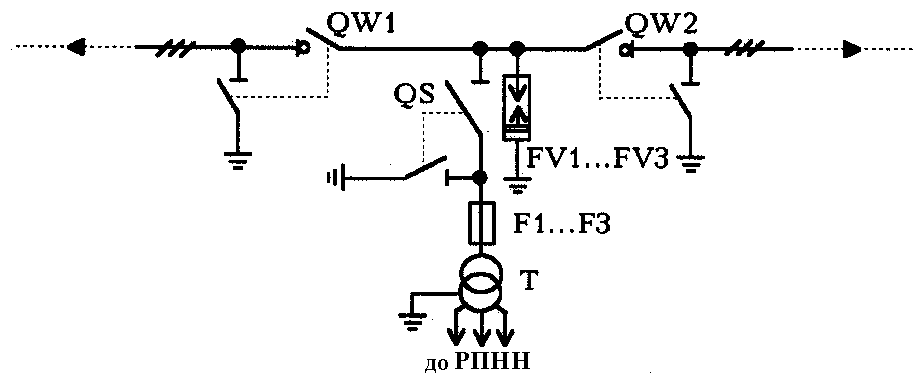 QW1
QW2
QS
FV1...FV3
F1...F3
T
до РПНН